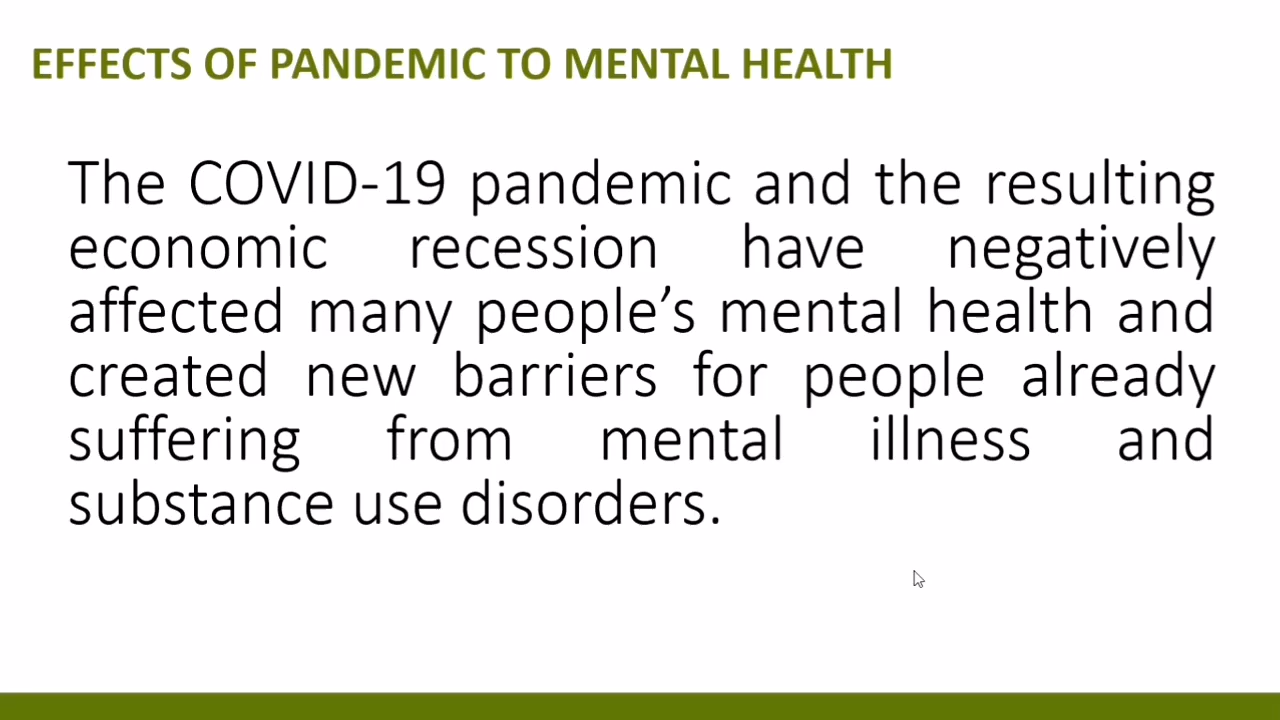 EFFECTS OF PANDEMIC TO MENTAL HEALTH
The COVID-19 pandemic and the resulting
economic recession have negatively
affected many people’s mental health and
created new barriers for people already
suffering from mental illness and
substance use disorders.